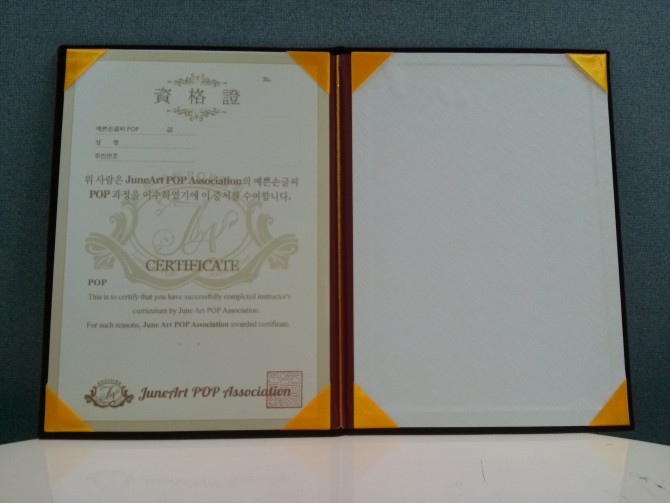 資格證
№
예쁜손글씨 POP 급
성 명
주민번호
위 사람은 JuneArt POP Association의 예쁜손글씨
POP 과정을 이수하였기에 이 증서를 수여합니다.
CERTIFICATE
POP
This is to certify that you have successfully completed instructor's
curriculum by June Art POP Association.
For such reasons, June Art POP Association awarded certificate.
JuneArt POP Association